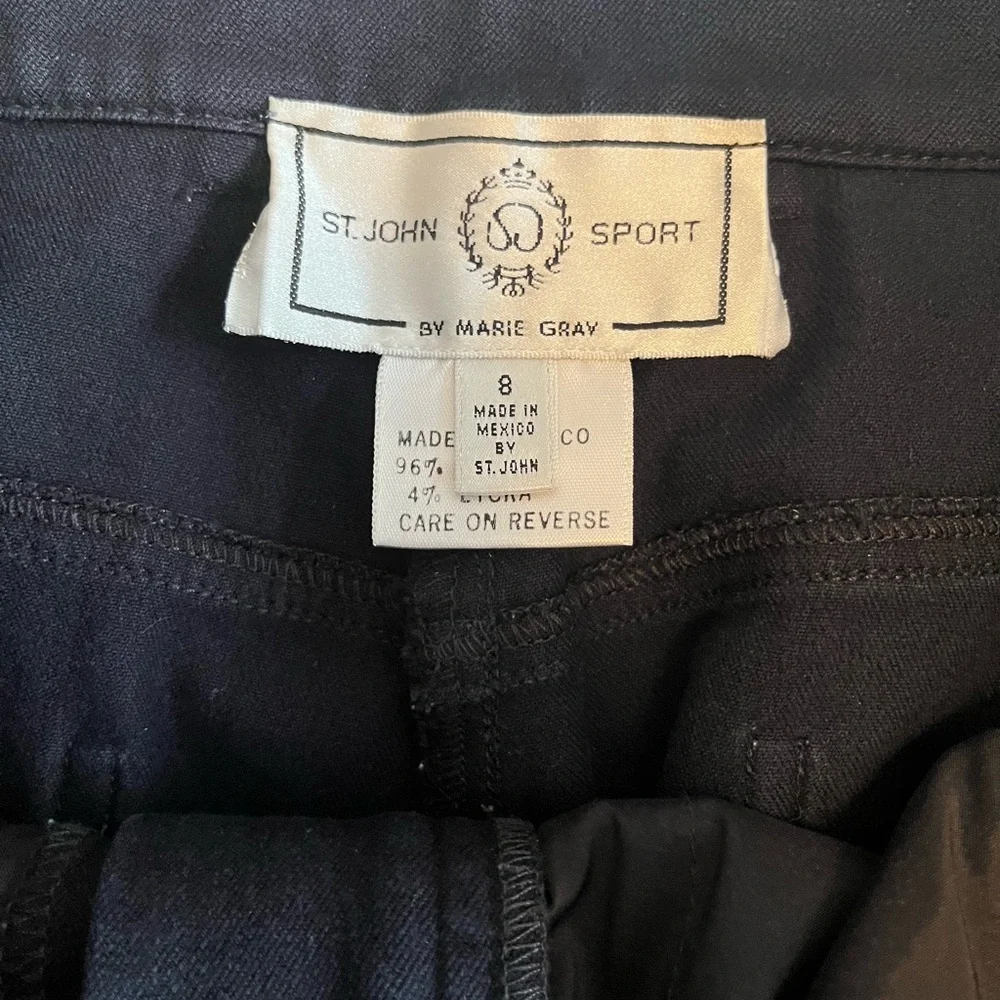 ST. JOHN SPORT
BY MARIE GRAY
8
MADE IN
MEXICO
BY
ST. JOHN
MADE CO
96%
4% LYCRA
CARE ON REVERSE